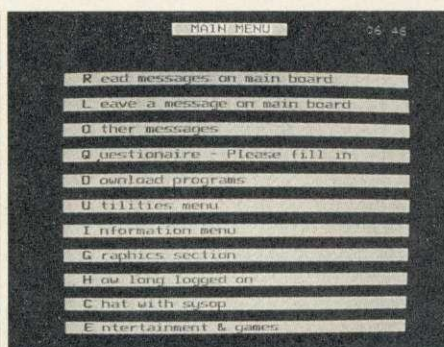 MAIN MENU 06 46
R ead messages on main board
L eave a message on main board
O ther messages
Q uestionaire - Please fill in
D ownload programs
U tilities menu
I nformation menu
G raphics section
H ow long logged on
C hat with sysop
E ntertainment & games